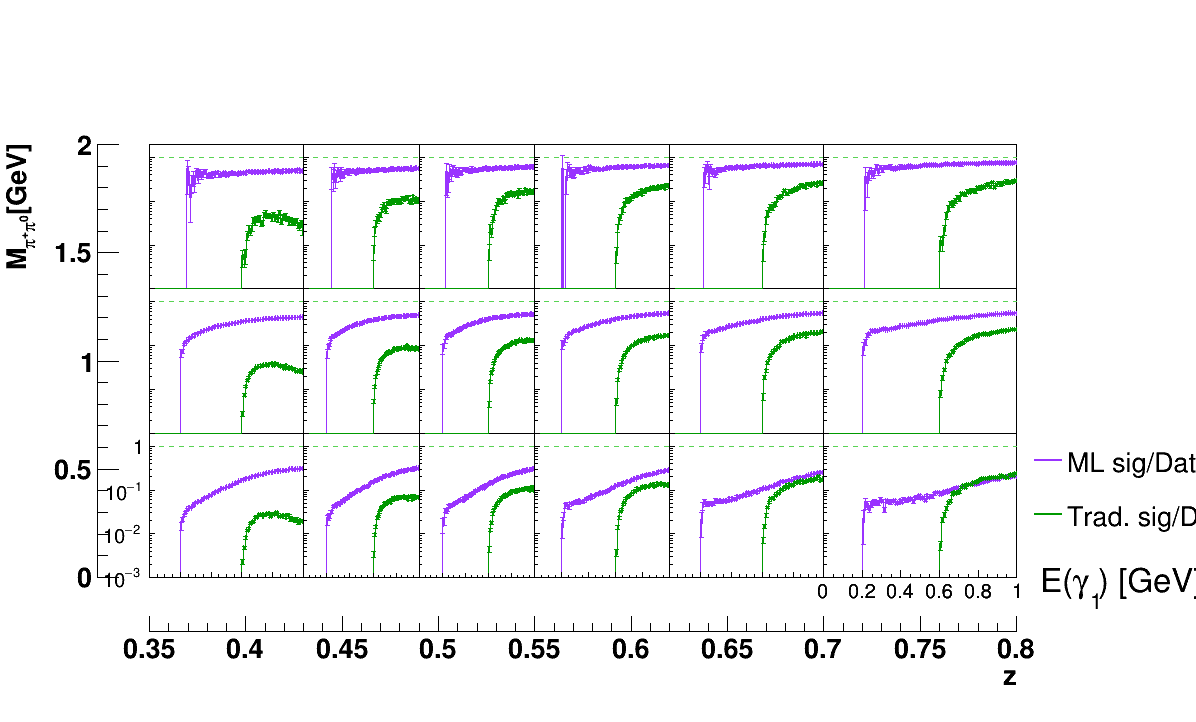 M_{π⁺π⁰} [GeV]
2
1.5
1
0.5
0
1
10⁻¹
10⁻²
10⁻³
ML sig/Dat
Trad. sig/D
E(γ₁) [GeV]
0 0.2 0.4 0.6 0.8 1
0.35 0.4 0.45 0.5 0.55 0.6 0.65 0.7 0.75 0.8
z